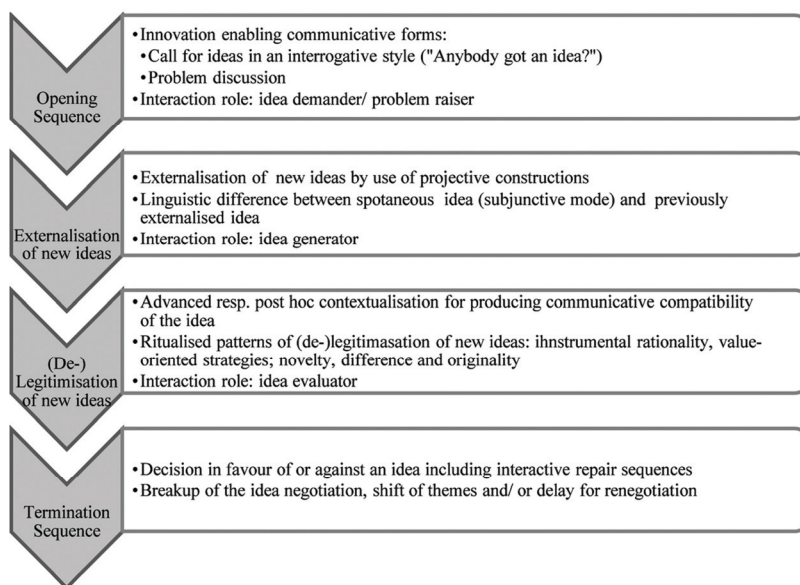 Opening
Sequence
•Innovation enabling communicative forms:
•Call for ideas in an interrogative style ("Anybody got an idea?")
•Problem discussion
•Interaction role: idea demander/ problem raiser
Externalisation
of new ideas
•Externalisation of new ideas by use of projective constructions
•Linguistic difference between spotaneous idea (subjunctive mode) and previously
externalised idea
•Interaction role: idea generator
(De-)
Legitimisation
of new ideas
•Advanced resp. post hoc contextualisation for producing communicative compatibility
of the idea
•Ritualised patterns of (de-)legitimasation of new ideas: ihnstrumental rationality, value-
oriented strategies; novelty, difference and originality
•Interaction role: idea evaluator
Termination
Sequence
•Decision in favour of or against an idea including interactive repair sequences
•Breakup of the idea negotiation, shift of themes and/ or delay for renegotiation